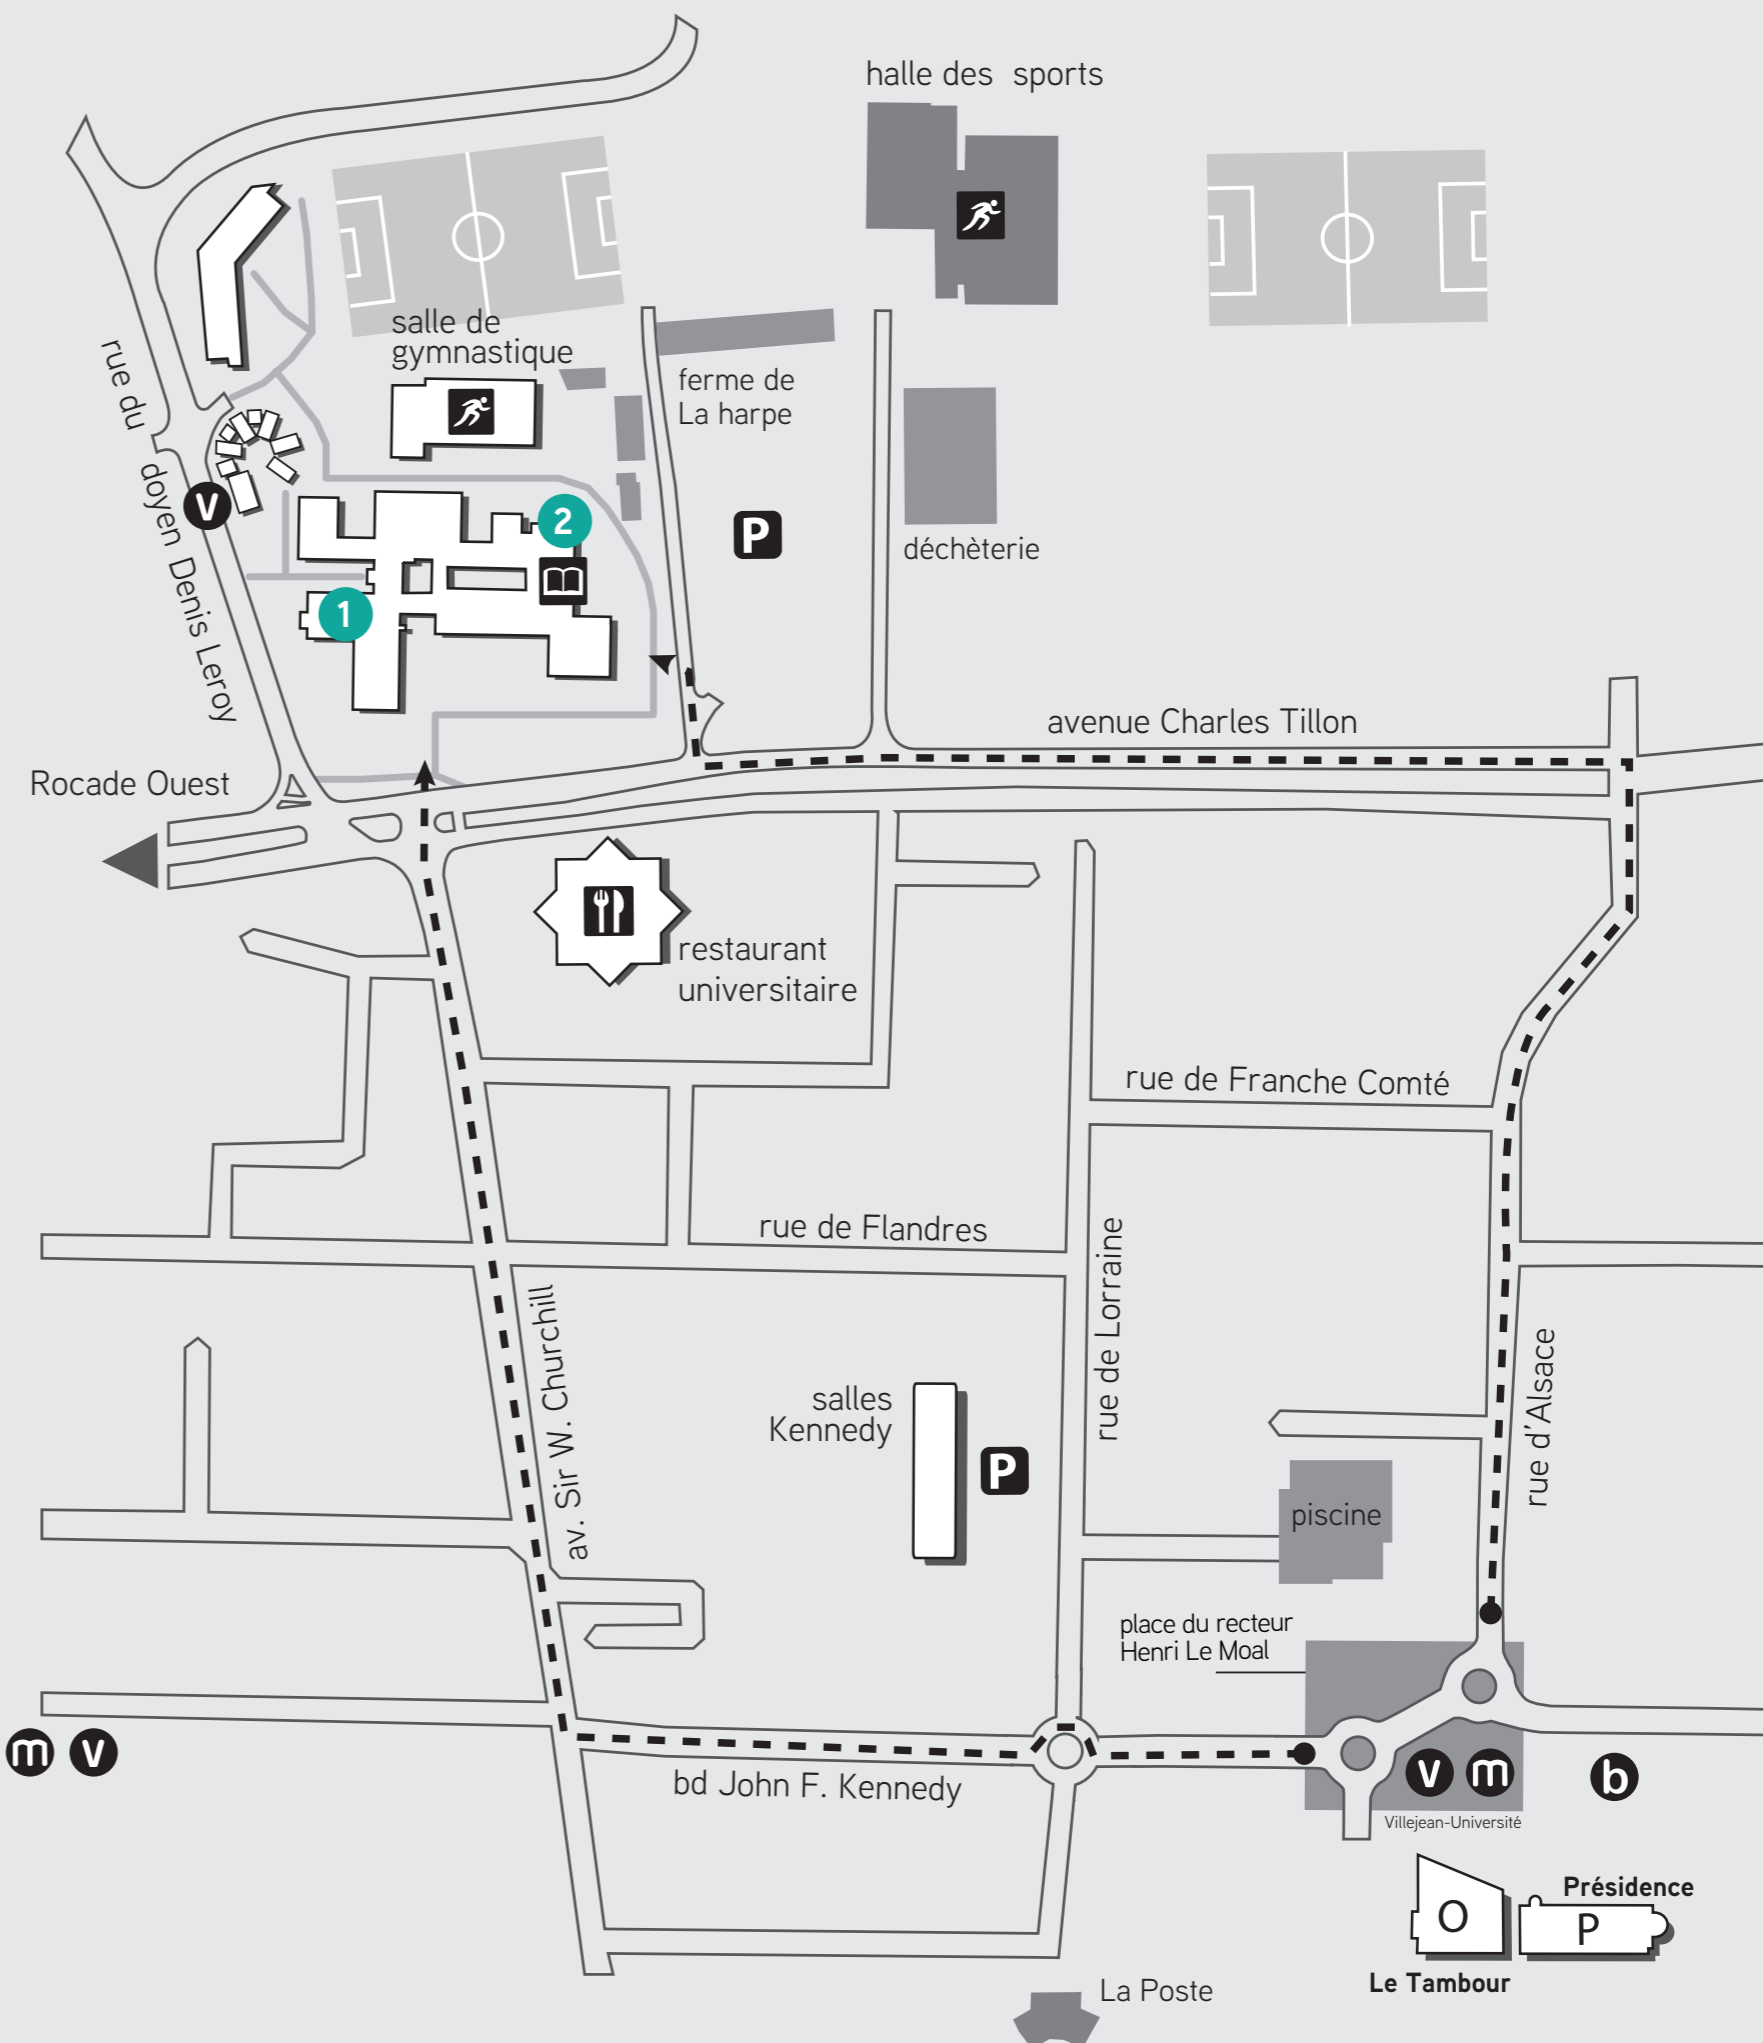 halle des sports
salle de
gymnastique
ferme de
La harpe
rue du doyen Denis Leroy
V
2
P
déchèterie
1
avenue Charles Tillon
Rocade Ouest
restaurant
universitaire
rue de Franche Comté
rue de Flandres
rue de Lorraine
av. Sir W. Churchill
rue d'Alsace
salles
Kennedy
P
piscine
place du recteur
Henri Le Moal
m V
bd John F. Kennedy
V m
b
Villejean-Université
Présidence
O
P
Le Tambour
La Poste